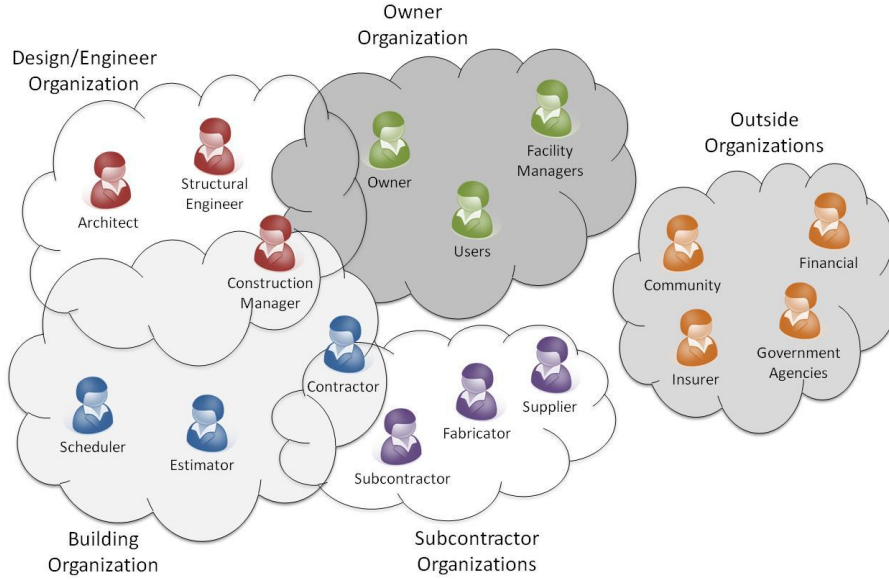 Owner
Organization
Design/Engineer
Organization
Outside
Organizations
Facility
Managers
Owner
Structural
Engineer
Architect
Users
Financial
Community
Construction
Manager
Government
Agencies
Insurer
Contractor
Supplier
Fabricator
Scheduler
Estimator
Subcontractor
Building
Organization
Subcontractor
Organizations